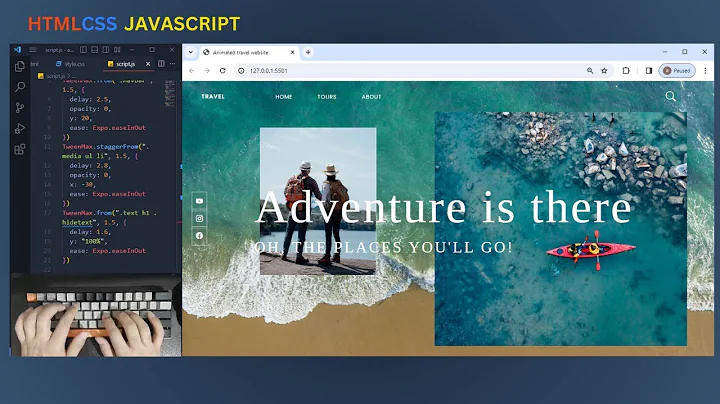 HTMLCSS JAVASCRIPT
script.js - a...
tml
style.css
script.js
script.js
TweenMax.from(".navbar",
1.5, {
delay: 2.5,
opacity: 0,
y: 20,
ease: Expo.easeInOut
})
TweenMax.staggerFrom(".
media ul li", 1.5, {
delay: 2.8,
opacity: 0,
x: -30,
ease: Expo.easeInOut
})
TweenMax.from(".text h1 .
hidetext", 1.5, {
delay: 1.6,
y: "100%",
ease: Expo.easeInOut
})
Animated travel website
127.0.0.1:5501
Paused
TRAVEL HOME TOURS ABOUT
Adventure is there
OH, THE PLACES YOU'LL GO!